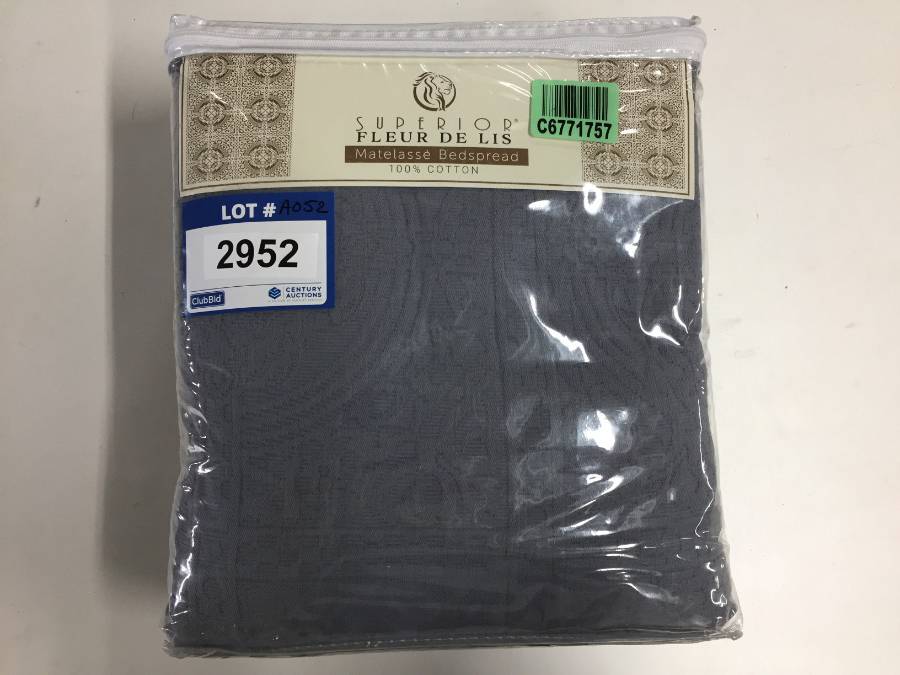 SUPERIOR®
FLEUR DE LIS
Matelassé Bedspread
100% COTTON
C6771757
LOT # A052
2952
ClubBid
CENTURY
AUCTIONS